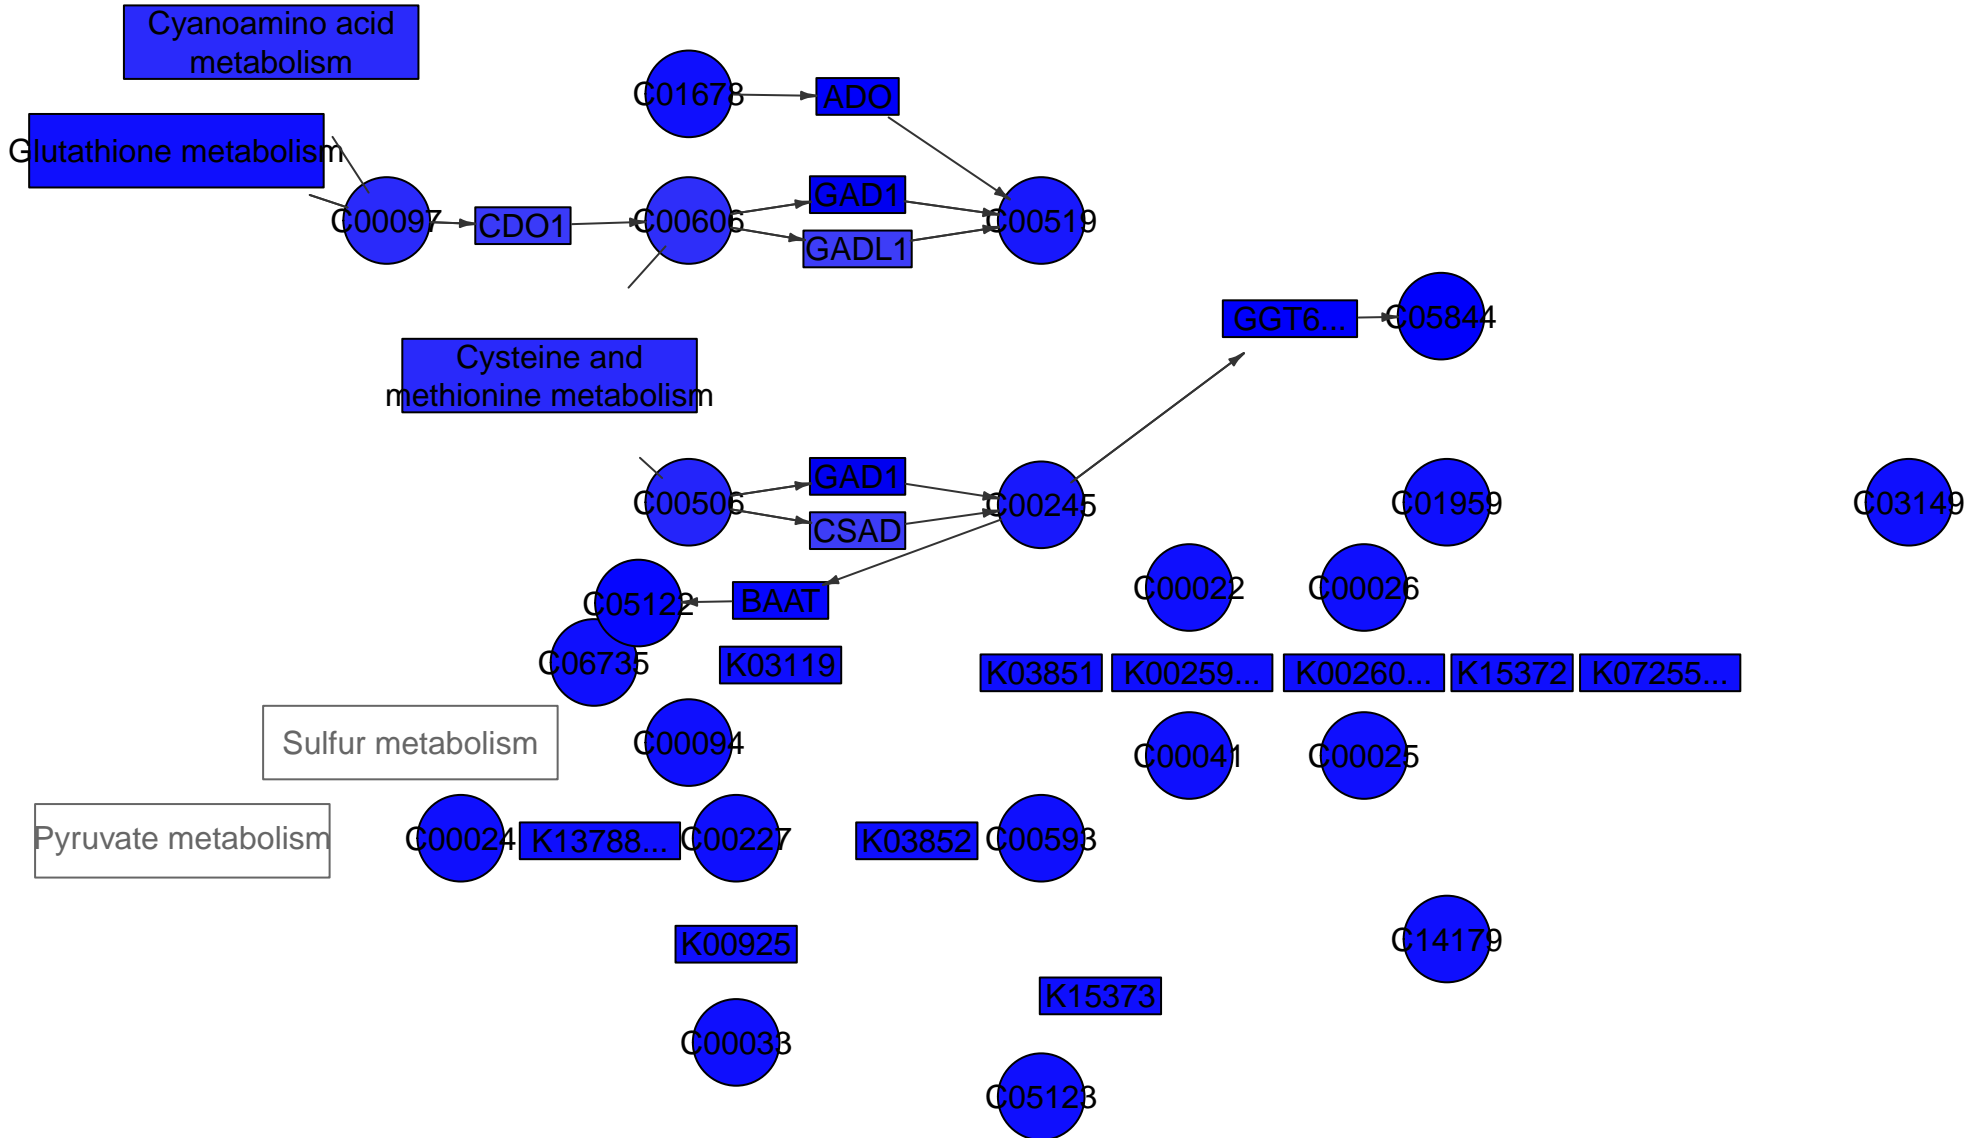 Cyanoamino acid
metabolism
C01678
ADO
Glutathione metabolism
C00097
CDO1
C00606
GAD1
GADL1
C00519
GGT6...
C05844
Cysteine and
methionine metabolism
C00506
GAD1
CSAD
C00245
C01959
C03149
C05122
BAAT
C00022
C00026
C06735
K03119
K03851
K00259...
K00260...
K15372
K07255...
Sulfur metabolism
C00094
C00041
C00025
Pyruvate metabolism
C00024
K13788...
C00227
K03852
C00593
K00925
C14179
K15373
C00033
C05123